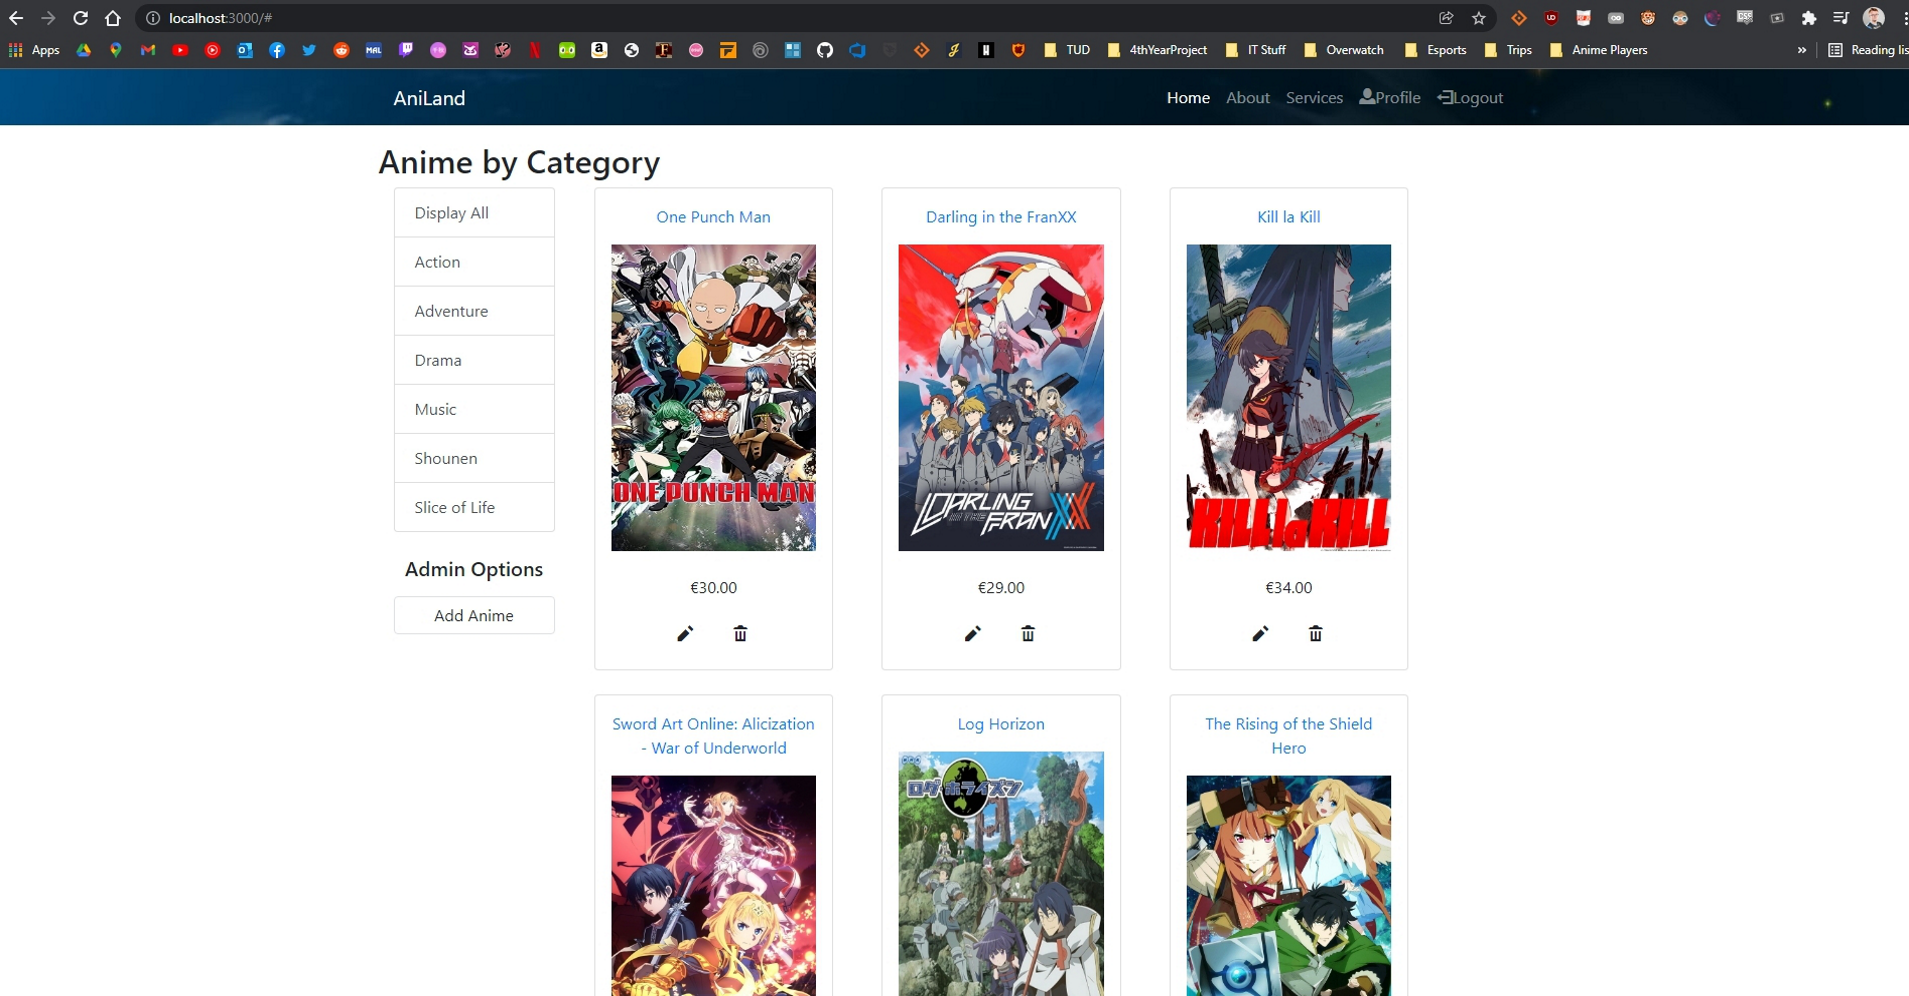 localhost:3000/#
Apps
MAL
TUD
4thYearProject
IT Stuff
Overwatch
Esports
Trips
Anime Players
»
AniLand
Home
About
Services
Profile
Logout
Anime by Category
Display All
Action
Adventure
Drama
Music
Shounen
Slice of Life
Admin Options
Add Anime
One Punch Man
ONE PUNCH MAN
€30.00
Darling in the FranXX
DARLING
IN THE
FRANXX
€29.00
Kill la Kill
KILL la KILL
€34.00
Sword Art Online: Alicization
- War of Underworld
Log Horizon
ログ・ホライズン
The Rising of the Shield
Hero